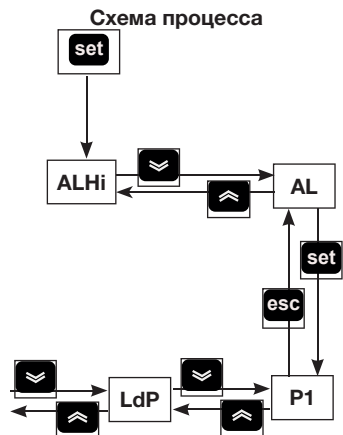 Схема процесса
set
ALHi
AL
set
esc
LdP
P1